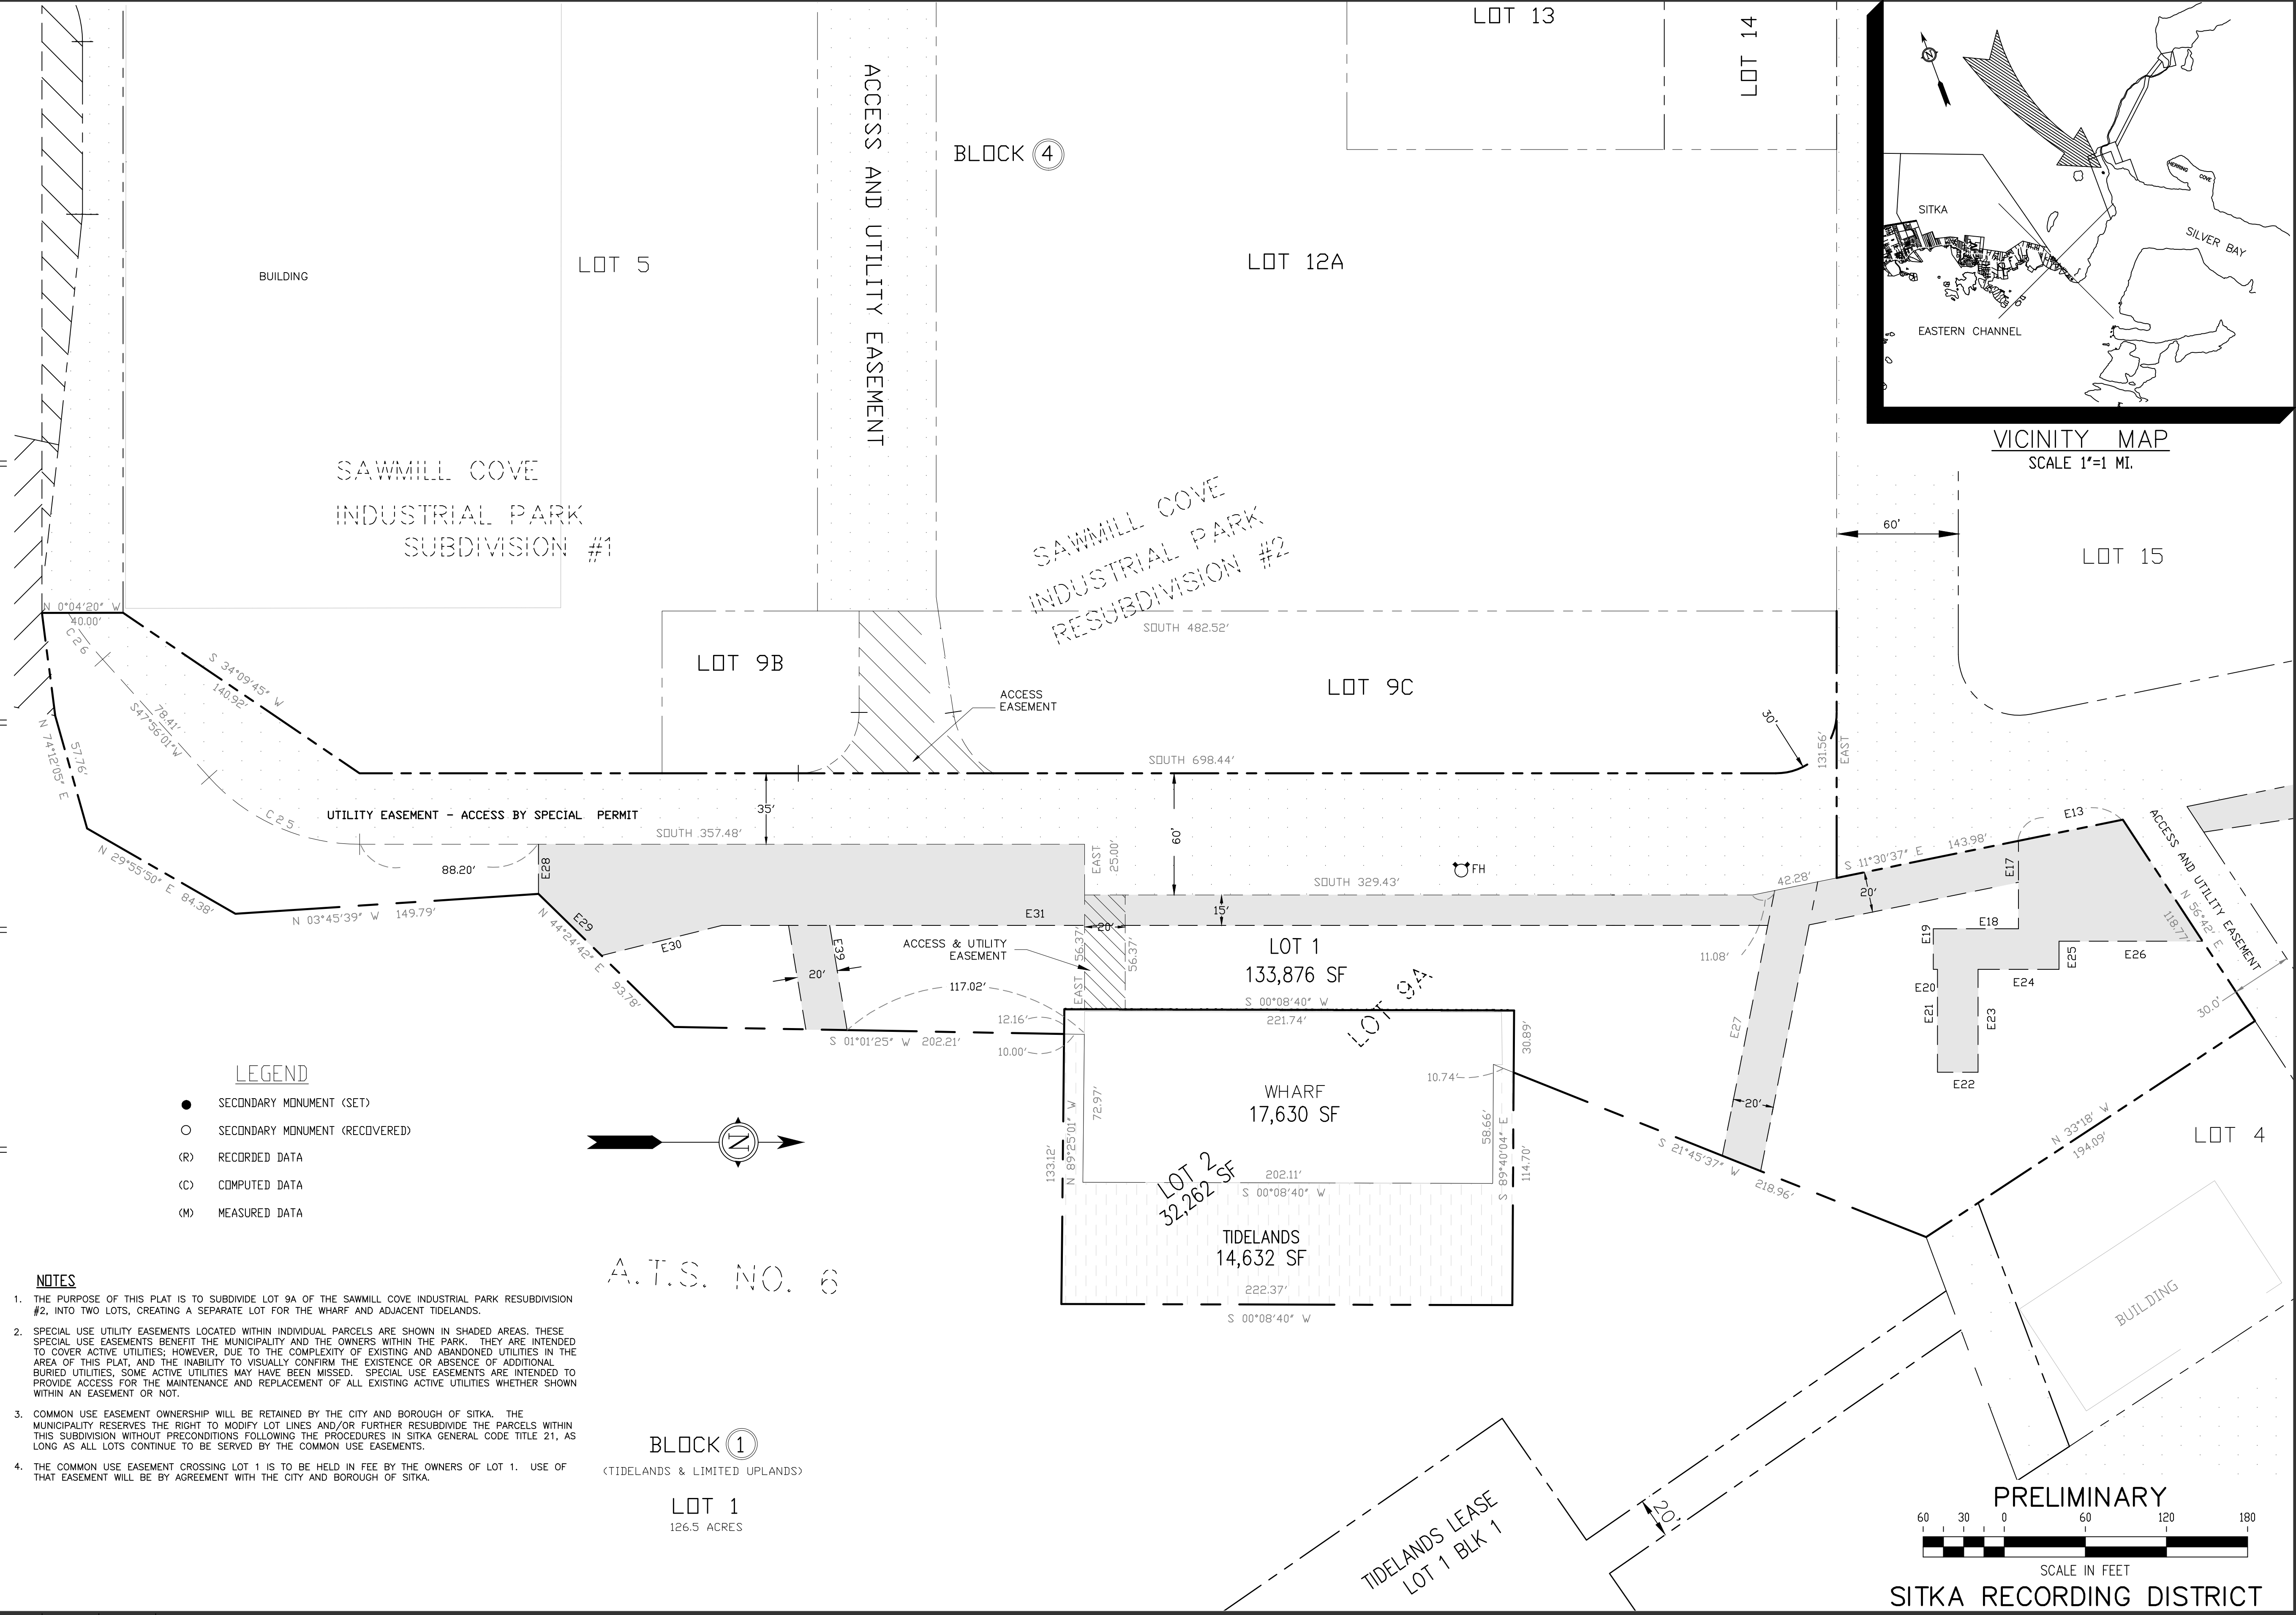 LOT 13
LOT 14
ACCESS AND UTILITY EASEMENT
BLOCK 4
LOT 5
BUILDING
LOT 12A
N
SITKA
HERRING COVE
SILVER BAY
EASTERN CHANNEL
VICINITY MAP
SCALE 1"=1 MI.
SAWMILL COVE
INDUSTRIAL PARK
SUBDIVISION #1
SAWMILL COVE
INDUSTRIAL PARK
RESUBDIVISION #2
60'
LOT 15
N 0°04'20" W
40.00'
C26
S 34°09'45" W
140.92'
78.41'
S47°56'01"W
N 74°12'05" E
57.76'
C25
SOUTH 482.52'
LOT 9B
LOT 9C
ACCESS
EASEMENT
30'
131.56'
EAST
SOUTH 698.44'
UTILITY EASEMENT - ACCESS BY SPECIAL PERMIT
35'
60'
SOUTH 357.48'
88.20'
E28
EAST
25.00'
FH
SOUTH 329.43'
42.28'
S 11°30'37" E 143.98'
E13
E17
20'
ACCESS AND UTILITY EASEMENT
N 56°42' E
118.77'
30.0'
N 29°55'50" E 84.38'
N 03°45'39" W 149.79'
E29
N 44°24'42" E
93.78'
E30
E31
E39
20'
15'
20'
ACCESS & UTILITY
EASEMENT
EAST 56.37'
56.37'
LOT 1
133,876 SF
LOT 9A
11.08'
E18
E19
E20
E21
E22
E23
E24
E25
E26
E27
20'
117.02'
12.16'
10.00'
S 01°01'25" W 202.21'
S 00°08'40" W
221.74'
30.89'
10.74'
WHARF
17,630 SF
72.97'
133.12'
N 89°25'01" W
58.66'
S 89°40'04" E
114.70'
202.11'
S 00°08'40" W
LOT 2
32,262 SF
TIDELANDS
14,632 SF
222.37'
S 00°08'40" W
S 21°45'37" W 218.96'
N 33°18' W
194.09'
LOT 4
BUILDING
LEGEND
SECONDARY MONUMENT (SET)
SECONDARY MONUMENT (RECOVERED)
(R) RECORDED DATA
(C) COMPUTED DATA
(M) MEASURED DATA
N
A.T.S. NO. 6
NOTES
1. THE PURPOSE OF THIS PLAT IS TO SUBDIVIDE LOT 9A OF THE SAWMILL COVE INDUSTRIAL PARK RESUBDIVISION
#2, INTO TWO LOTS, CREATING A SEPARATE LOT FOR THE WHARF AND ADJACENT TIDELANDS.
2. SPECIAL USE UTILITY EASEMENTS LOCATED WITHIN INDIVIDUAL PARCELS ARE SHOWN IN SHADED AREAS. THESE
SPECIAL USE EASEMENTS BENEFIT THE MUNICIPALITY AND THE OWNERS WITHIN THE PARK. THEY ARE INTENDED
TO COVER ACTIVE UTILITIES; HOWEVER, DUE TO THE COMPLEXITY OF EXISTING AND ABANDONED UTILITIES IN THE
AREA OF THIS PLAT, AND THE INABILITY TO VISUALLY CONFIRM THE EXISTENCE OR ABSENCE OF ADDITIONAL
BURIED UTILITIES, SOME ACTIVE UTILITIES MAY HAVE BEEN MISSED. SPECIAL USE EASEMENTS ARE INTENDED TO
PROVIDE ACCESS FOR THE MAINTENANCE AND REPLACEMENT OF ALL EXISTING ACTIVE UTILITIES WHETHER SHOWN
WITHIN AN EASEMENT OR NOT.
3. COMMON USE EASEMENT OWNERSHIP WILL BE RETAINED BY THE CITY AND BOROUGH OF SITKA. THE
MUNICIPALITY RESERVES THE RIGHT TO MODIFY LOT LINES AND/OR FURTHER RESUBDIVIDE THE PARCELS WITHIN
THIS SUBDIVISION WITHOUT PRECONDITIONS FOLLOWING THE PROCEDURES IN SITKA GENERAL CODE TITLE 21, AS
LONG AS ALL LOTS CONTINUE TO BE SERVED BY THE COMMON USE EASEMENTS.
4. THE COMMON USE EASEMENT CROSSING LOT 1 IS TO BE HELD IN FEE BY THE OWNERS OF LOT 1. USE OF
THAT EASEMENT WILL BE BY AGREEMENT WITH THE CITY AND BOROUGH OF SITKA.
BLOCK 1
(TIDELANDS & LIMITED UPLANDS)
LOT 1
126.5 ACRES
TIDELANDS LEASE
LOT 1 BLK 1
20'
PRELIMINARY
60 30 0 60 120 180
SCALE IN FEET
SITKA RECORDING DISTRICT